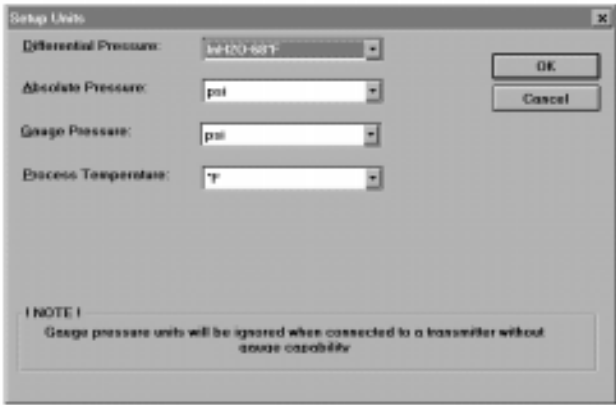 Setup Units
Differential Pressure: InH2O-68°F
OK
Absolute Pressure: psi
Cancel
Gauge Pressure: psi
Process Temperature: °F
! NOTE !
Gauge pressure units will be ignored when connected to a transmitter without
gauge capability